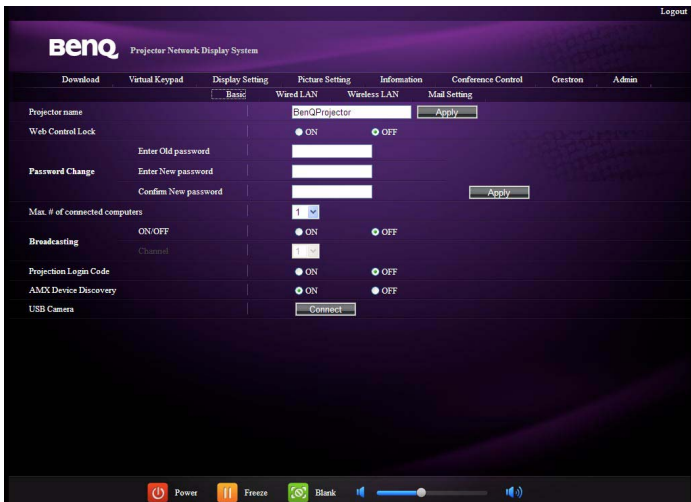 Logout
BenQ Projector Network Display System
Download Virtual Keypad Display Setting Picture Setting Information Conference Control Crestron Admin
Basic Wired LAN Wireless LAN Mail Setting
Projector name BenQProjector Apply
Web Control Lock ON OFF
Enter Old password
Password Change Enter New password
Confirm New password Apply
Max. # of connected computers 1
ON/OFF ON OFF
Broadcasting
Channel 1
Projection Login Code ON OFF
AMX Device Discovery ON OFF
USB Camera Connect
Power Freeze Blank